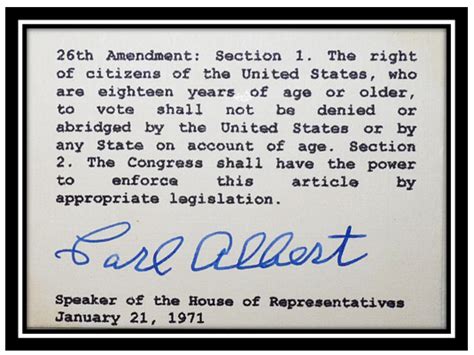 26th Amendment: Section 1. The right
of citizens of the United States, who
are eighteen years of age or older,
to vote shall not be denied or
abridged by the United States or by
any State on account of age. Section
2. The Congress shall have the power
to enforce this article by
appropriate legislation.
Carl Albert
Speaker of the House of Representatives
January 21, 1971